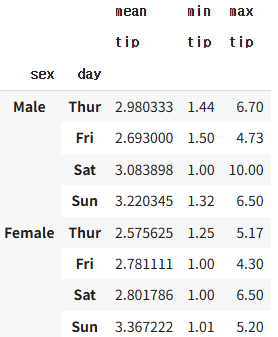 mean min max
tip tip tip
sex day
Male Thur 2.980333 1.44 6.70
Fri 2.693000 1.50 4.73
Sat 3.083898 1.00 10.00
Sun 3.220345 1.32 6.50
Female Thur 2.575625 1.25 5.17
Fri 2.781111 1.00 4.30
Sat 2.801786 1.00 6.50
Sun 3.367222 1.01 5.20